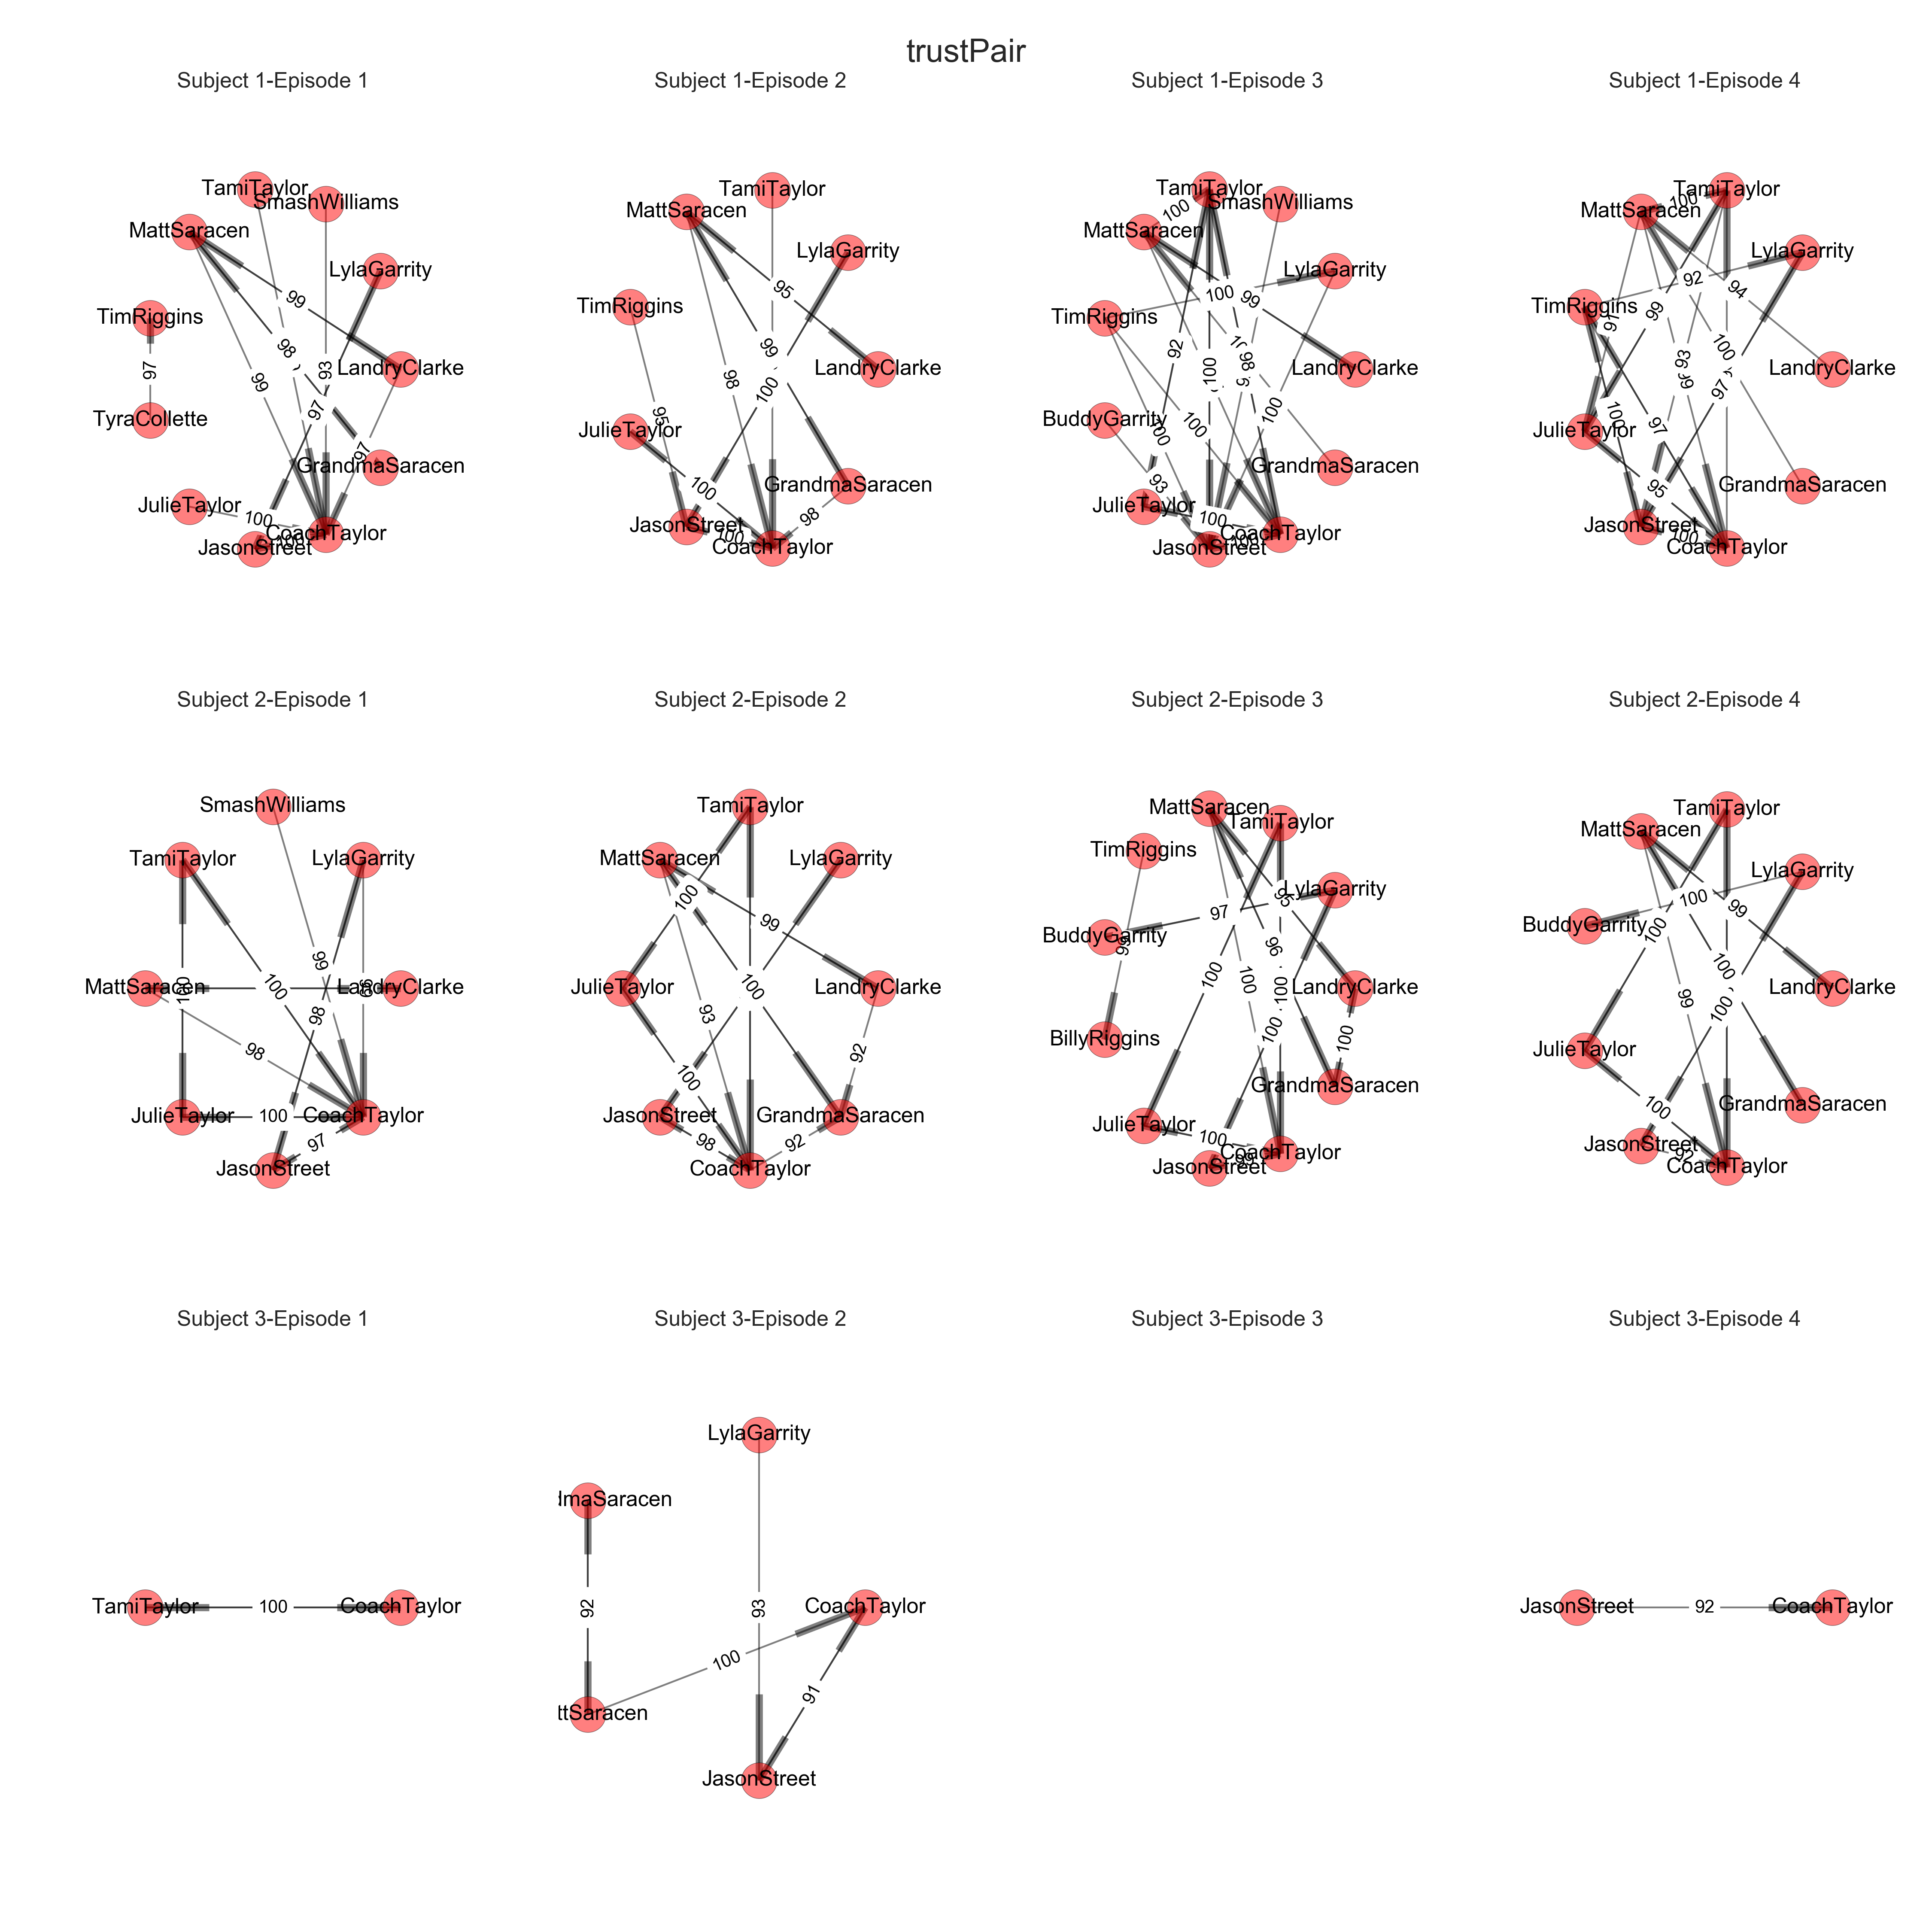 trustPair
Subject 1-Episode 1
TamiTaylor
SmashWilliams
MattSaracen
LylaGarrity
99
TimRiggins
98
97
93
LandryClarke
99
97
TyraCollette
97
GrandmaSaracen
JulieTaylor
100
CoachTaylor
JasonStreet
100
Subject 1-Episode 2
TamiTaylor
MattSaracen
LylaGarrity
95
TimRiggins
99
98
LandryClarke
100
95
JulieTaylor
100
GrandmaSaracen
98
JasonStreet
100
CoachTaylor
Subject 1-Episode 3
TamiTaylor
SmashWilliams
100
MattSaracen
LylaGarrity
100
99
TimRiggins
92
98
100
LandryClarke
100
BuddyGarrity
100
100
GrandmaSaracen
93
JulieTaylor
100
CoachTaylor
JasonStreet
100
Subject 1-Episode 4
TamiTaylor
100
MattSaracen
LylaGarrity
92
94
TimRiggins
99
91
100
93
99
97
LandryClarke
100
97
JulieTaylor
GrandmaSaracen
95
JasonStreet
100
CoachTaylor
Subject 2-Episode 1
SmashWilliams
TamiTaylor
LylaGarrity
99
100
MattSaracen
100
99
LandryClarke
98
98
JulieTaylor
100
CoachTaylor
97
JasonStreet
Subject 2-Episode 2
TamiTaylor
MattSaracen
LylaGarrity
100
99
JulieTaylor
100
LandryClarke
93
92
100
JasonStreet
GrandmaSaracen
98
92
CoachTaylor
Subject 2-Episode 3
MattSaracen
TamiTaylor
TimRiggins
LylaGarrity
95
97
BuddyGarrity
96
100
100
100
LandryClarke
100
100
BillyRiggins
GrandmaSaracen
JulieTaylor
100
CoachTaylor
JasonStreet
99
Subject 2-Episode 4
TamiTaylor
MattSaracen
LylaGarrity
100
99
BuddyGarrity
100
100
LandryClarke
99
100
JulieTaylor
100
GrandmaSaracen
JasonStreet
92
CoachTaylor
Subject 3-Episode 1
TamiTaylor
100
CoachTaylor
Subject 3-Episode 2
LylaGarrity
maSaracen
92
93
CoachTaylor
100
91
ttSaracen
JasonStreet
Subject 3-Episode 3
Subject 3-Episode 4
JasonStreet
92
CoachTaylor